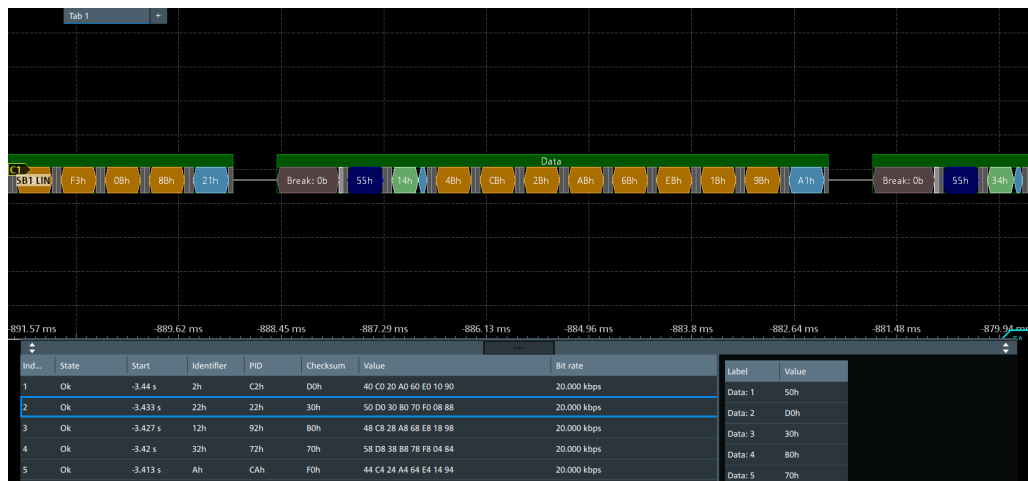 Tab 1 +
Data
C1
SB1 LIN F3h 0Bh 8Bh 21h Break: 0b 55h 14h 4Bh CBh 2Bh ABh 6Bh EBh 1Bh 9Bh A1h Break: 0b 55h 34h
-891.57 ms -889.62 ms -888.45 ms -887.29 ms -886.13 ms -884.96 ms -883.8 ms -882.64 ms -881.48 ms -879.94 ms
TA
Ind... State Start Identifier PID Checksum Value Bit rate
1 Ok -3.44 s 2h C2h D0h 40 C0 20 A0 60 E0 10 90 20.000 kbps
2 Ok -3.433 s 22h 22h 30h 50 D0 30 B0 70 F0 08 88 20.000 kbps
3 Ok -3.427 s 12h 92h B0h 48 C8 28 A8 68 E8 18 98 20.000 kbps
4 Ok -3.42 s 32h 72h 70h 58 D8 38 B8 78 F8 04 84 20.000 kbps
5 Ok -3.413 s Ah CAh F0h 44 C4 24 A4 64 E4 14 94 20.000 kbps
Label Value
Data: 1 50h
Data: 2 D0h
Data: 3 30h
Data: 4 B0h
Data: 5 70h